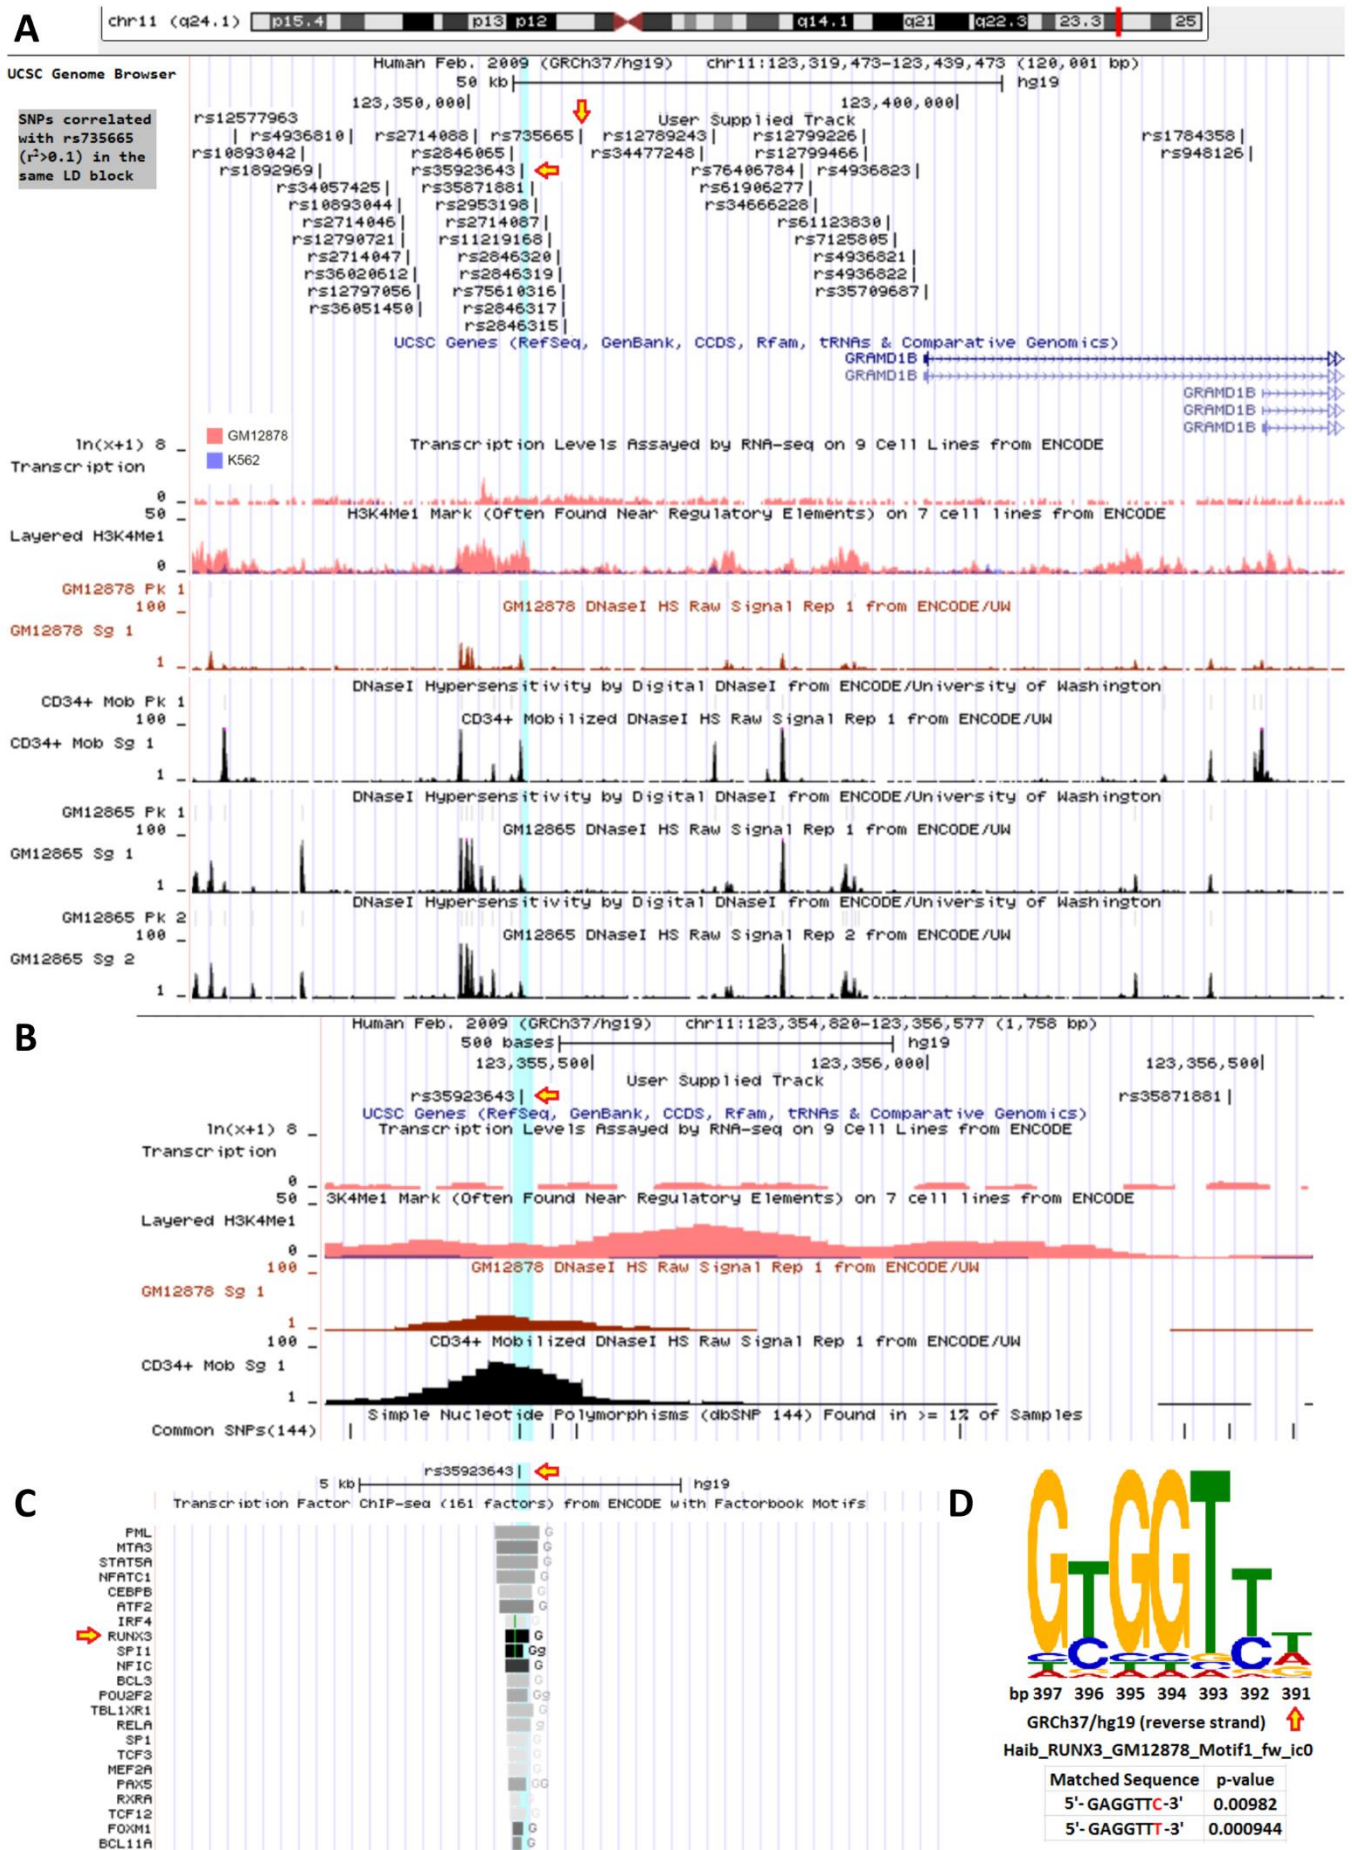 A
chr11 (q24.1) p15.4 p13 p12 q14.1 q21 q22.3 23.3 25
UCSC Genome Browser
Human Feb. 2009 (GRCh37/hg19) chr11:123,319,473-123,439,473 (120,001 bp)
50 kb hg19
123,350,000 123,400,000
SNPs correlated
with rs735665
(r²>0.1) in the
same LD block
User Supplied Track
rs12577963
rs4936810 rs2714088 rs735665 rs12789243 rs12799226 rs1784358
rs10893042 rs2846065 rs34477248 rs12799466 rs948126
rs1892969 rs35923643 rs76406784 rs4936823
rs34057425 rs35871881 rs61906277
rs10893044 rs2953198 rs34666228
rs2714046 rs2714087 rs61123830
rs12790721 rs11219168 rs7125805
rs2714047 rs2846320 rs4936821
rs36020612 rs2846319 rs4936822
rs12797056 rs75610316 rs35709687
rs36051450 rs2846317
rs2846315
UCSC Genes (RefSeq, GenBank, CCDS, Rfam, tRNAs & Comparative Genomics)
GRAMD1B
GRAMD1B
GRAMD1B
GRAMD1B
GRAMD1B
GM12878
K562
ln(x+1) 8 Transcription Levels Assayed by RNA-seq on 9 Cell Lines from ENCODE
Transcription
0
50 H3K4Me1 Mark (Often Found Near Regulatory Elements) on 7 cell lines from ENCODE
Layered H3K4Me1
0
GM12878 Pk 1
100 GM12878 DNaseI HS Raw Signal Rep 1 from ENCODE/UW
GM12878 Sg 1
1
DNaseI Hypersensitivity by Digital DNaseI from ENCODE/University of Washington
CD34+ Mob Pk 1
100 CD34+ Mobilized DNaseI HS Raw Signal Rep 1 from ENCODE/UW
CD34+ Mob Sg 1
1
DNaseI Hypersensitivity by Digital DNaseI from ENCODE/University of Washington
GM12865 Pk 1
100 GM12865 DNaseI HS Raw Signal Rep 1 from ENCODE/UW
GM12865 Sg 1
1
DNaseI Hypersensitivity by Digital DNaseI from ENCODE/University of Washington
GM12865 Pk 2
100 GM12865 DNaseI HS Raw Signal Rep 2 from ENCODE/UW
GM12865 Sg 2
1
B
Human Feb. 2009 (GRCh37/hg19) chr11:123,354,820-123,356,577 (1,758 bp)
500 bases hg19
123,355,500 123,356,000 123,356,500
User Supplied Track
rs35923643 rs35871881
UCSC Genes (RefSeq, GenBank, CCDS, Rfam, tRNAs & Comparative Genomics)
ln(x+1) 8 Transcription Levels Assayed by RNA-seq on 9 Cell Lines from ENCODE
Transcription
0
50 3K4Me1 Mark (Often Found Near Regulatory Elements) on 7 cell lines from ENCODE
Layered H3K4Me1
0
100 GM12878 DNaseI HS Raw Signal Rep 1 from ENCODE/UW
GM12878 Sg 1
1
100 CD34+ Mobilized DNaseI HS Raw Signal Rep 1 from ENCODE/UW
CD34+ Mob Sg 1
1
Simple Nucleotide Polymorphisms (dbSNP 144) Found in >= 1% of Samples
Common SNPs(144)
C
rs35923643
5 kb hg19
Transcription Factor ChIP-seq (161 factors) from ENCODE with Factorbook Motifs
PML G
MTA3 G
STAT5A G
NFATC1 G
CEBPB G
ATF2 G
IRF4 G
RUNX3 G
SPI1 Gg
NFIC G
BCL3 G
POU2F2 Gg
TBL1XR1 G
RELA g
SP1 G
TCF3 G
MEF2A G
PAX5 GG
RXRA G
TCF12 G
FOXM1 G
BCL11A G
D
bp 397 396 395 394 393 392 391
GRCh37/hg19 (reverse strand)
Haib_RUNX3_GM12878_Motif1_fw_ic0
Matched Sequence p-value
5'- GAGGTTC-3' 0.00982
5'- GAGGTTT-3' 0.000944